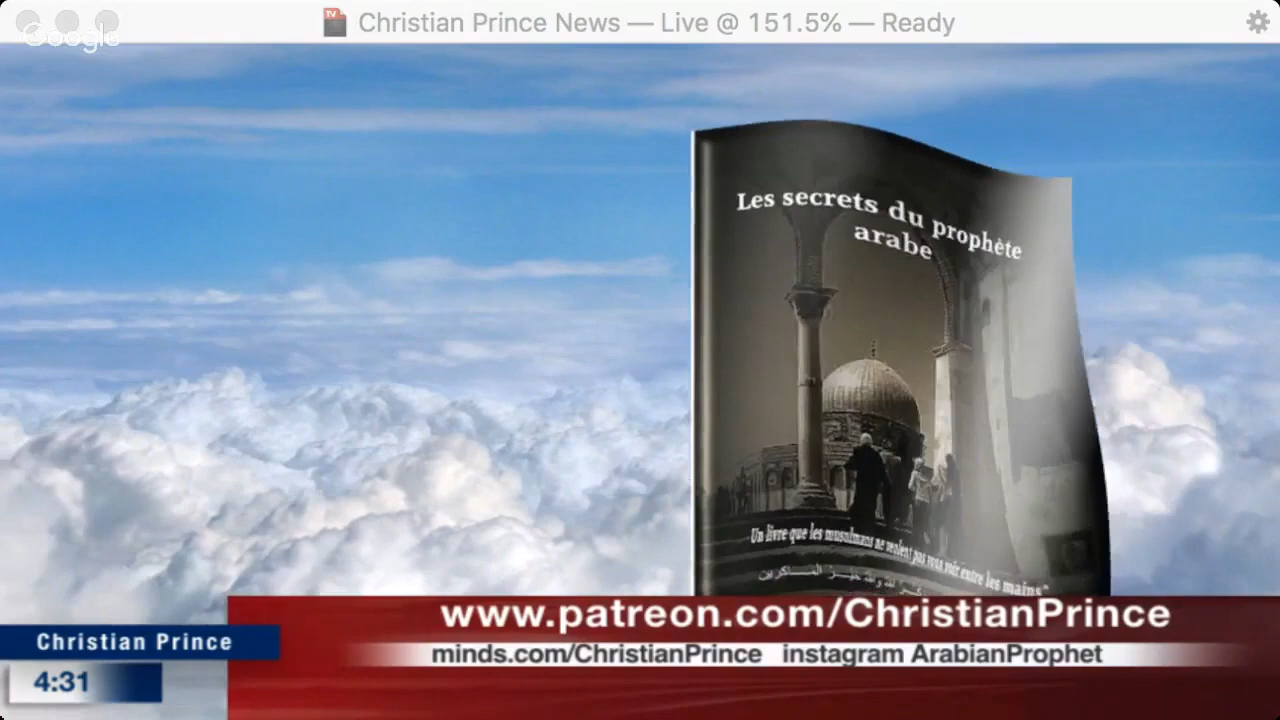 Christian Prince News — Live @ 151.5% — Ready
TV
Google
Les secrets du prophète
arabe
Un livre que les musulmans ne veulent pas vous voir entre les mains"
الماكرين
www.patreon.com/ChristianPrince
Christian Prince
minds.com/ChristianPrince instagram ArabianProphet
4:31